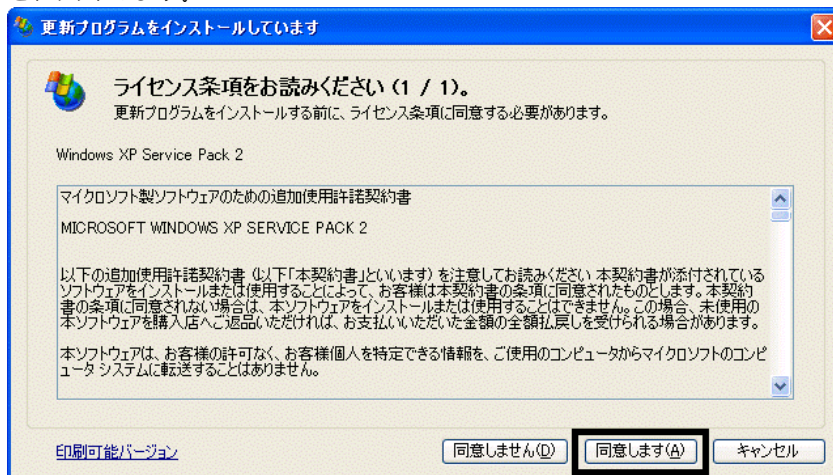 更新プログラムをインストールしています
ライセンス条項をお読みください (1 / 1)。
更新プログラムをインストールする前に、ライセンス条項に同意する必要があります。
Windows XP Service Pack 2
マイクロソフト製ソフトウェアのための追加使用許諾契約書
MICROSOFT WINDOWS XP SERVICE PACK 2
以下の追加使用許諾契約書 (以下「本契約書」といいます) を注意してお読みください 本契約書が添付されている
ソフトウェアをインストールまたは使用することによって、お客様は本契約書の条項に同意されたものとします。本契約
書の条項に同意されない場合は、本ソフトウェアをインストールまたは使用することはできません。この場合、未使用の
本ソフトウェアを購入店へご返品いただければ、お支払いいただいた金額の全額払戻しを受けられる場合があります。
本ソフトウェアは、お客様の許可なく、お客様個人を特定できる情報を、ご使用のコンピュータからマイクロソフトのコンピ
ュータ システムに転送することはありません。
印刷可能バージョン
同意しません(D)
同意します(A)
キャンセル